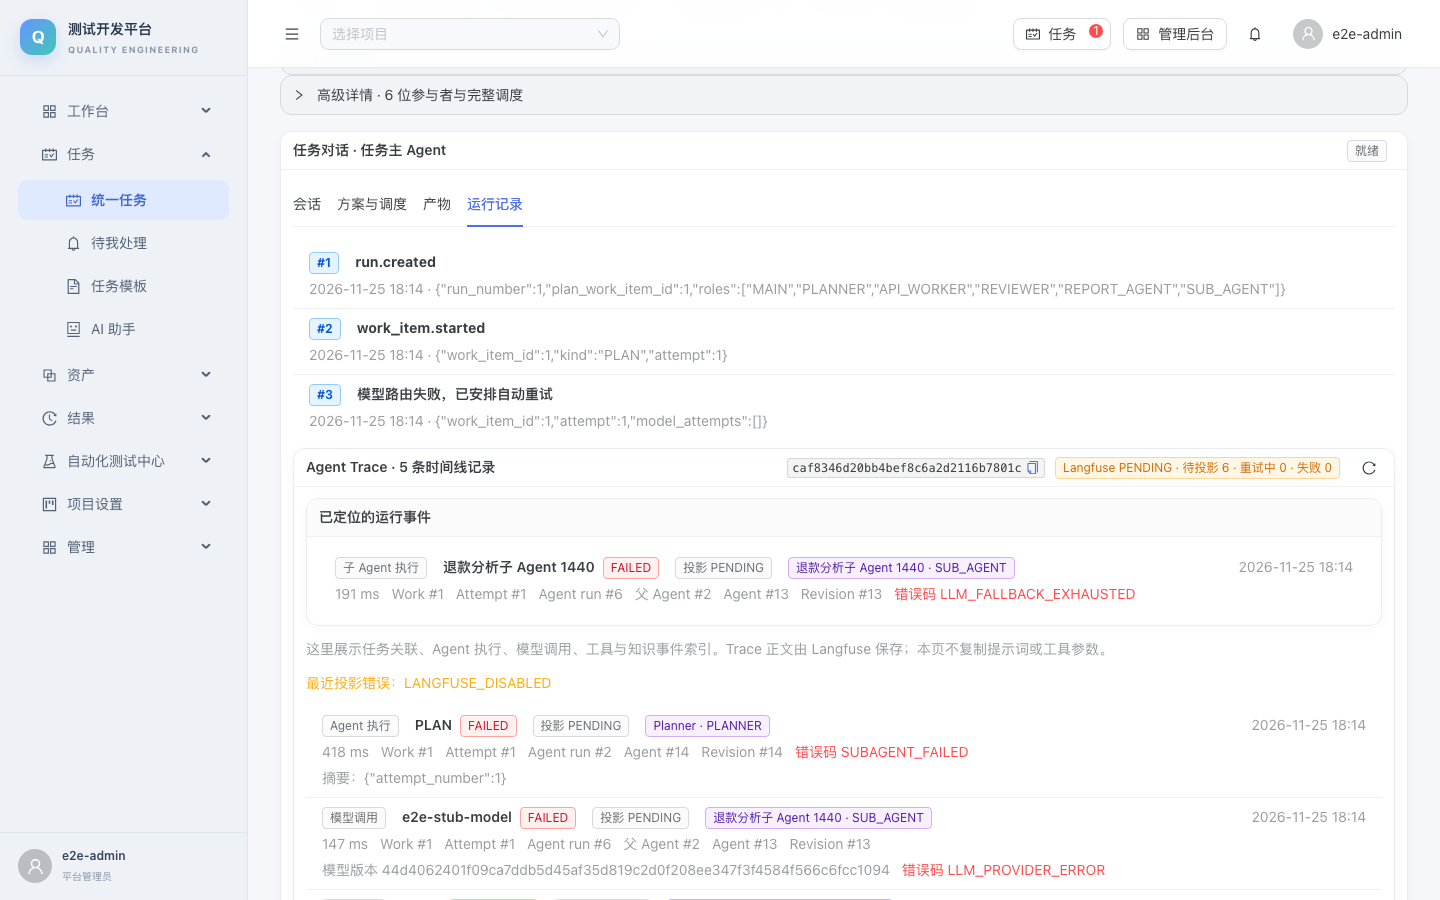 Q
测试开发平台
QUALITY ENGINEERING
选择项目
任务
1
管理后台
e2e-admin
工作台
任务
统一任务
待我处理
任务模板
AI 助手
资产
结果
自动化测试中心
项目设置
管理
e2e-admin
平台管理员
高级详情 · 6 位参与者与完整调度
任务对话 · 任务主 Agent
就绪
会话 方案与调度 产物 运行记录
#1 run.created
2026-11-25 18:14 · {"run_number":1,"plan_work_item_id":1,"roles":["MAIN","PLANNER","API_WORKER","REVIEWER","REPORT_AGENT","SUB_AGENT"]}
#2 work_item.started
2026-11-25 18:14 · {"work_item_id":1,"kind":"PLAN","attempt":1}
#3 模型路由失败，已安排自动重试
2026-11-25 18:14 · {"work_item_id":1,"attempt":1,"model_attempts":[]}
Agent Trace · 5 条时间线记录 caf8346d20bb4bef8c6a2d2116b7801c Langfuse PENDING · 待投影 6 · 重试中 0 · 失败 0
已定位的运行事件
子 Agent 执行 退款分析子 Agent 1440 FAILED 投影 PENDING 退款分析子 Agent 1440 · SUB_AGENT 2026-11-25 18:14
191 ms Work #1 Attempt #1 Agent run #6 父 Agent #2 Agent #13 Revision #13 错误码 LLM_FALLBACK_EXHAUSTED
这里展示任务关联、Agent 执行、模型调用、工具与知识事件索引。Trace 正文由 Langfuse 保存；本页不复制提示词或工具参数。
最近投影错误：LANGFUSE_DISABLED
Agent 执行 PLAN FAILED 投影 PENDING Planner · PLANNER 2026-11-25 18:14
418 ms Work #1 Attempt #1 Agent run #2 Agent #14 Revision #14 错误码 SUBAGENT_FAILED
摘要：{"attempt_number":1}
模型调用 e2e-stub-model FAILED 投影 PENDING 退款分析子 Agent 1440 · SUB_AGENT 2026-11-25 18:14
147 ms Work #1 Attempt #1 Agent run #6 父 Agent #2 Agent #13 Revision #13
模型版本 44d4062401f09ca7ddb5d45af35d819c2d0f208ee347f3f4584f566c6fcc1094 错误码 LLM_PROVIDER_ERROR